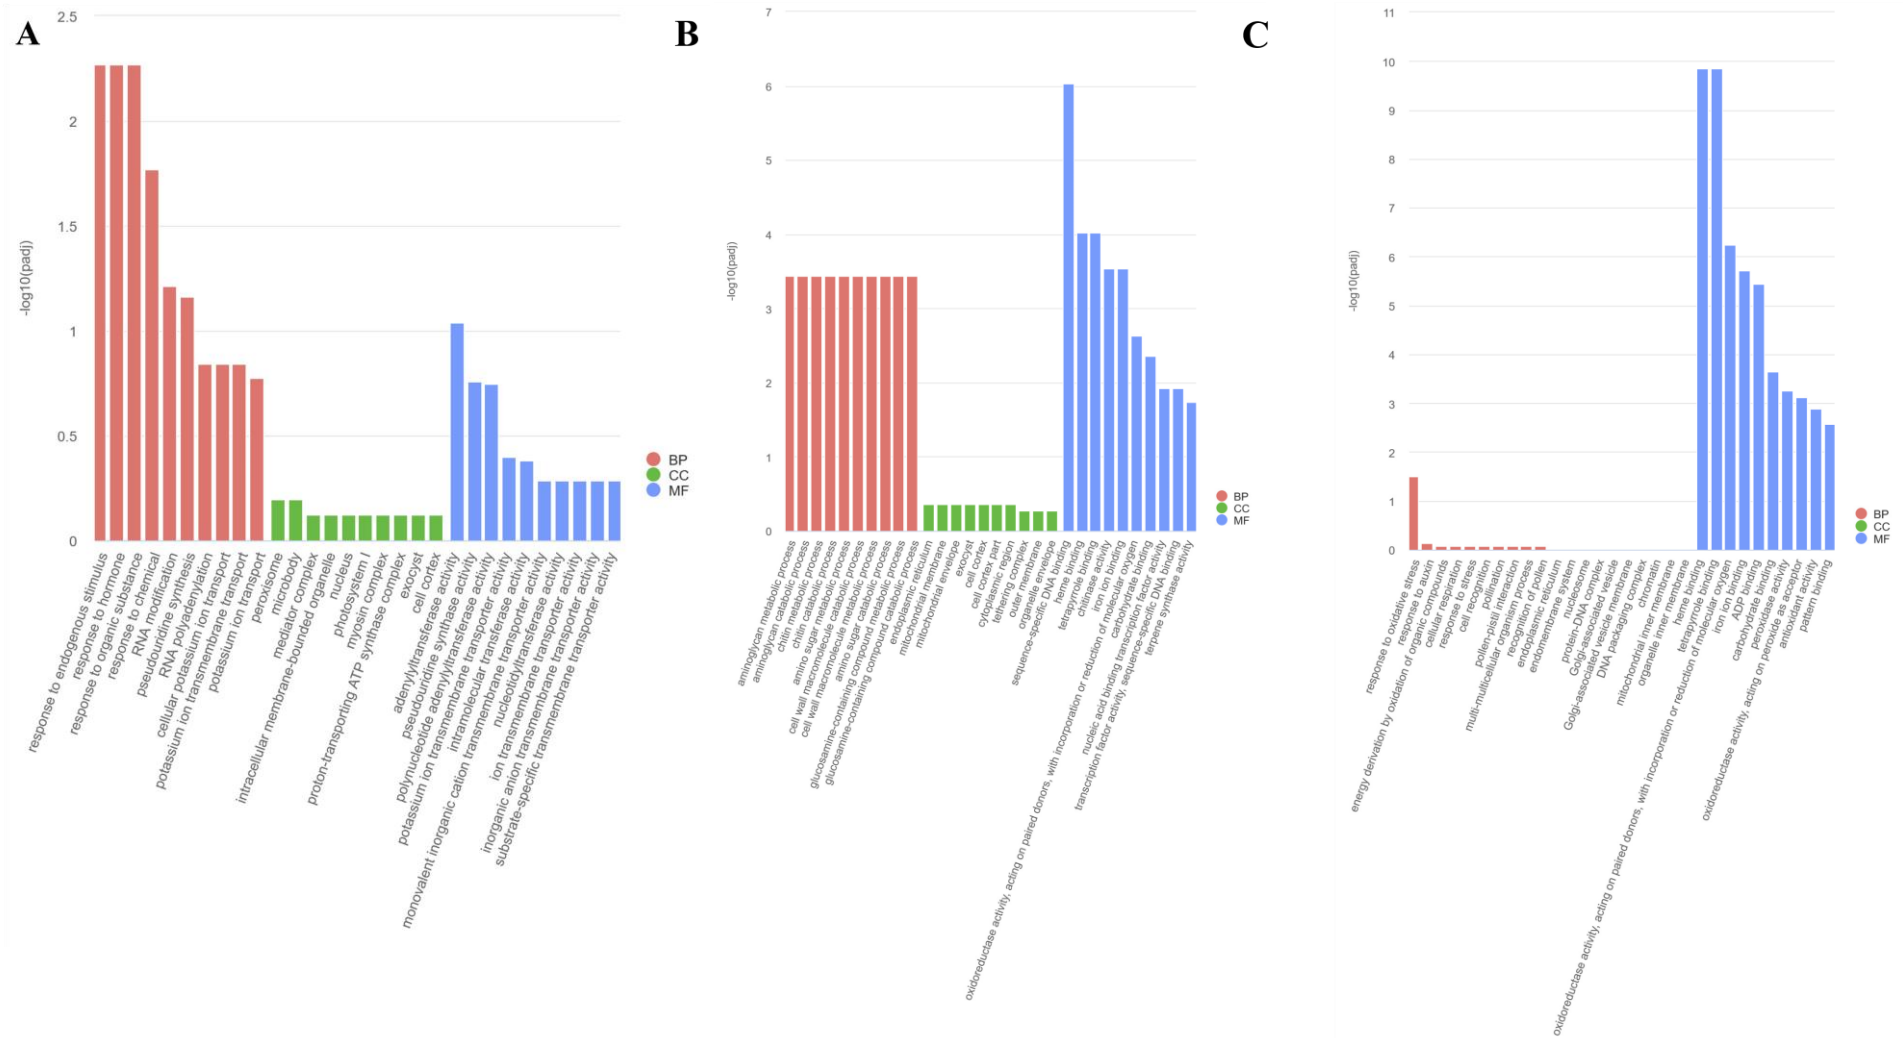 A
2.5
2
1.5
1
0.5
0
-log10(padj)
response to endogenous stimulus
response to hormone
response to organic substance
response to chemical
RNA modification
pseudouridine synthesis
RNA polyadenylation
cellular potassium ion transport
potassium ion transmembrane transport
potassium ion transport
peroxisome
microbody
mediator complex
intracellular membrane-bounded organelle
nucleus
photosystem I
myosin complex
proton-transporting ATP synthase complex
exocyst
cell cortex
adenylyltransferase activity
pseudouridine synthase activity
polynucleotide adenylyltransferase activity
potassium ion transmembrane transporter activity
intramolecular transferase activity
monovalent inorganic cation transmembrane transporter activity
nucleotidyltransferase activity
ion transmembrane transporter activity
inorganic anion transmembrane transporter activity
substrate-specific transmembrane transporter activity
BP
CC
MF
B
7
6
5
4
3
2
1
0
-log10(padj)
aminoglycan metabolic process
aminoglycan catabolic process
chitin metabolic process
chitin catabolic process
amino sugar metabolic process
cell wall macromolecule catabolic process
cell wall macromolecule metabolic process
amino sugar catabolic process
glucosamine-containing compound metabolic process
glucosamine-containing compound catabolic process
endoplasmic reticulum
mitochondrial membrane
mitochondrial envelope
exocyst
cell cortex
cell cortex part
cytoplasmic region
tethering complex
outer membrane
organelle envelope
sequence-specific DNA binding
heme binding
tetrapyrrole binding
chitinase activity
iron ion binding
oxidoreductase activity, acting on paired donors, with incorporation or reduction of molecular oxygen
carbohydrate binding
nucleic acid binding transcription factor activity
transcription factor activity, sequence-specific DNA binding
terpene synthase activity
BP
CC
MF
C
11
10
9
8
7
6
5
4
3
2
1
0
-log10(padj)
response to oxidative stress
response to auxin
energy derivation by oxidation of organic compounds
cellular respiration
response to stress
cell recognition
pollination
pollen-pistil interaction
multi-multicellular organism process
recognition of pollen
endoplasmic reticulum
endomembrane system
nucleosome
protein-DNA complex
Golgi-associated vesicle
Golgi-associated vesicle membrane
DNA packaging complex
chromatin
mitochondrial inner membrane
organelle inner membrane
heme binding
tetrapyrrole binding
oxidoreductase activity, acting on paired donors, with incorporation or reduction of molecular oxygen
iron ion binding
ADP binding
carbohydrate binding
peroxidase activity
oxidoreductase activity, acting on peroxide as acceptor
antioxidant activity
pattern binding
BP
CC
MF